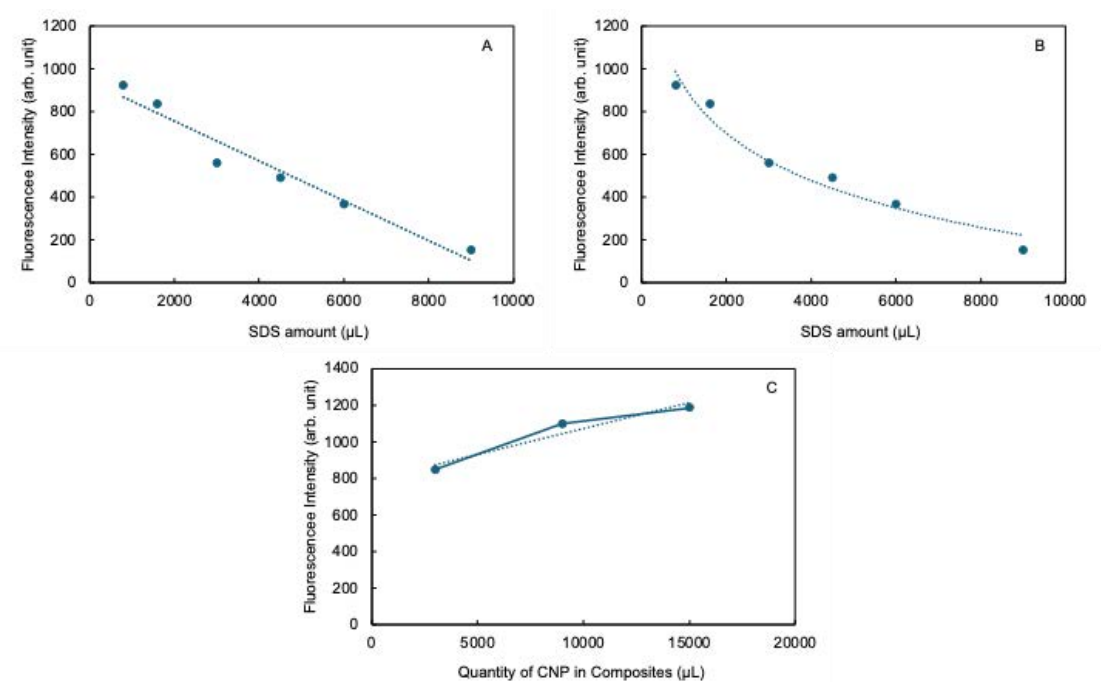 1200
1000
800
600
400
200
0
Fluorescencee Intensity (arb. unit)
A
0 2000 4000 6000 8000 10000
SDS amount (µL)
1200
1000
800
600
400
200
0
Fluorescencee Intensity (arb. unit)
B
0 2000 4000 6000 8000 10000
SDS amount (µL)
1400
1200
1000
800
600
400
200
0
Fluorescencee Intensity (arb. unit)
C
0 5000 10000 15000 20000
Quantity of CNP in Composites (µL)